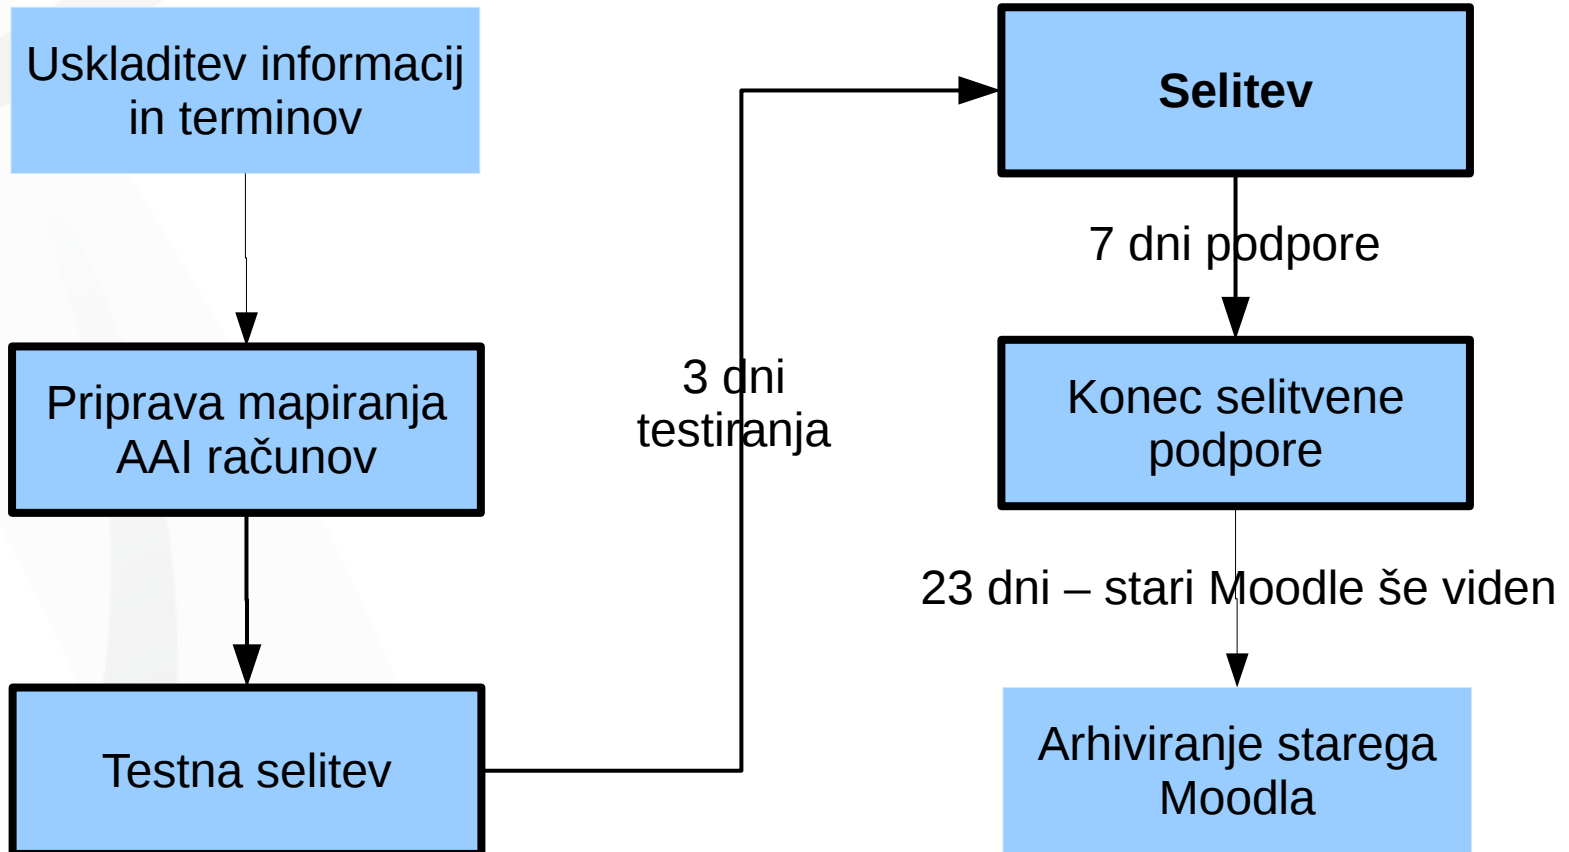 Uskladitev informacij
in terminov
Priprava mapiranja
AAI računov
Testna selitev
3 dni
testiranja
Selitev
7 dni podpore
Konec selitvene
podpore
23 dni – stari Moodle še viden
Arhiviranje starega
Moodla